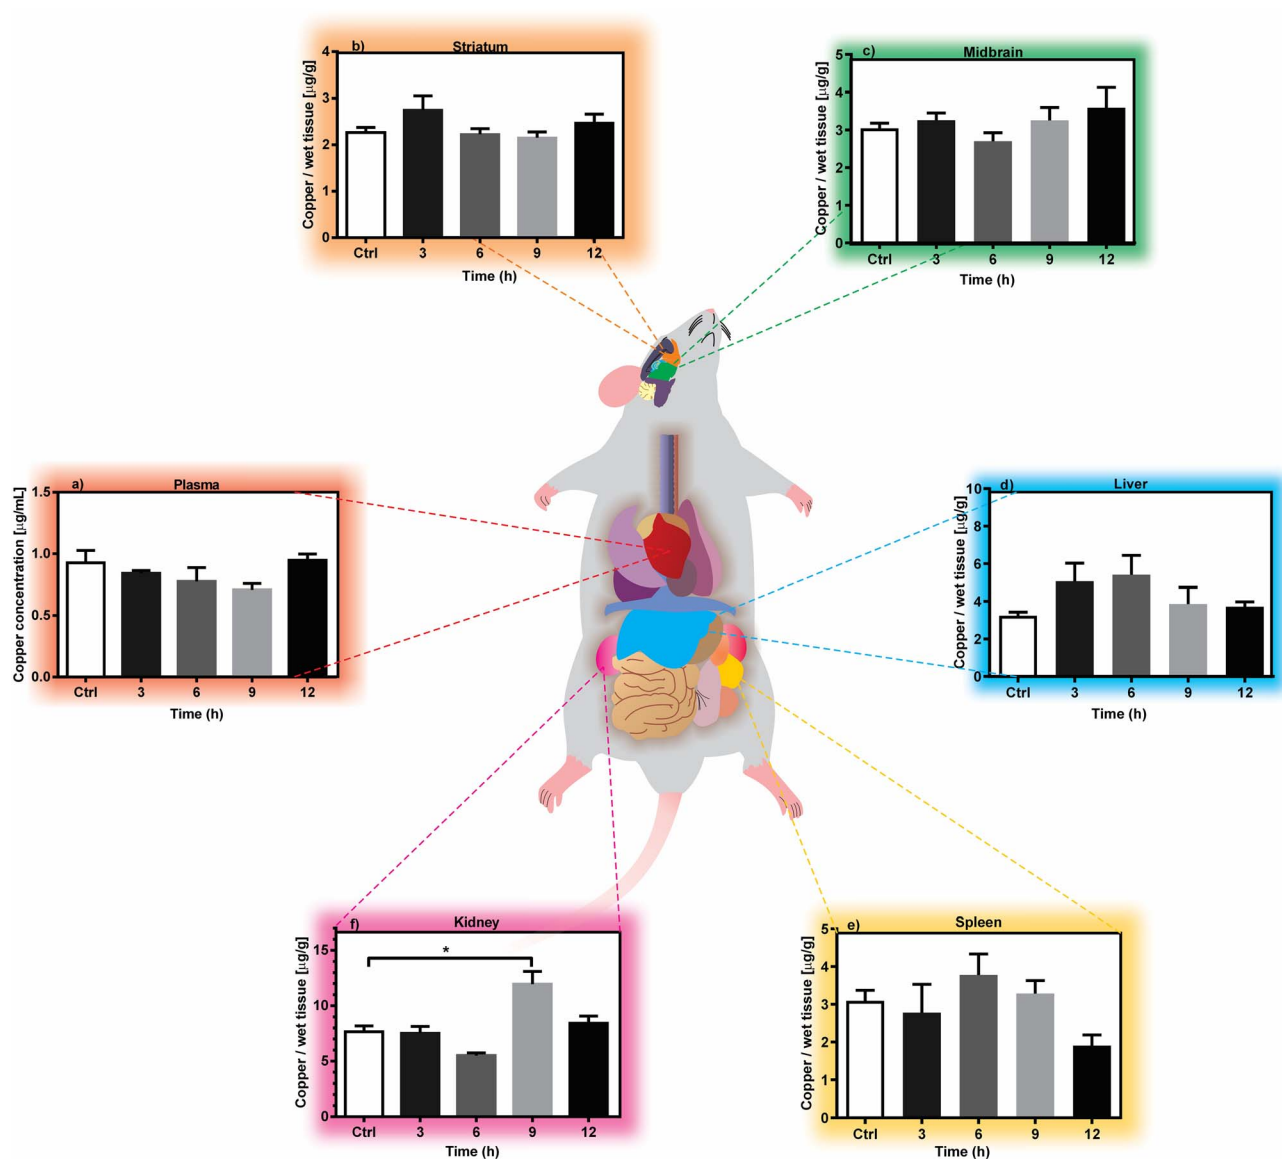 b) Striatum
Copper / wet tissue [µg/g]
4
3
2
1
0
Ctrl 3 6 9 12
Time (h)
c) Midbrain
Copper / wet tissue [µg/g]
5
4
3
2
1
0
Ctrl 3 6 9 12
Time (h)
a) Plasma
Copper concentration [µg/mL]
1.5
1.0
0.5
0.0
Ctrl 3 6 9 12
Time (h)
d) Liver
Copper / wet tissue [µg/g]
10
8
6
4
2
0
Ctrl 3 6 9 12
Time (h)
f) Kidney
Copper / wet tissue [µg/g]
15
10
5
0
*
Ctrl 3 6 9 12
Time (h)
e) Spleen
Copper / wet tissue [µg/g]
5
4
3
2
1
0
Ctrl 3 6 9 12
Time (h)